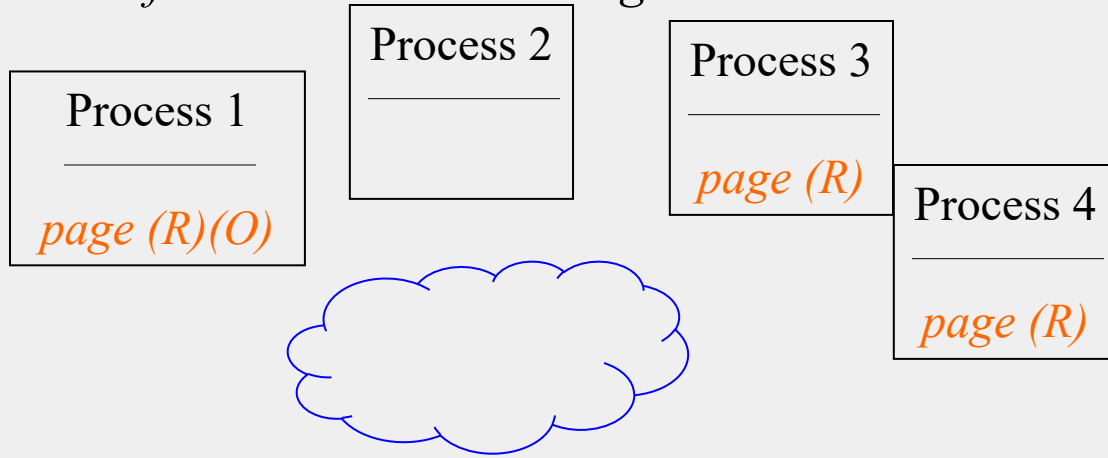 Process 1
page (R)(O)
Process 2
Process 3
page (R)
Process 4
page (R)